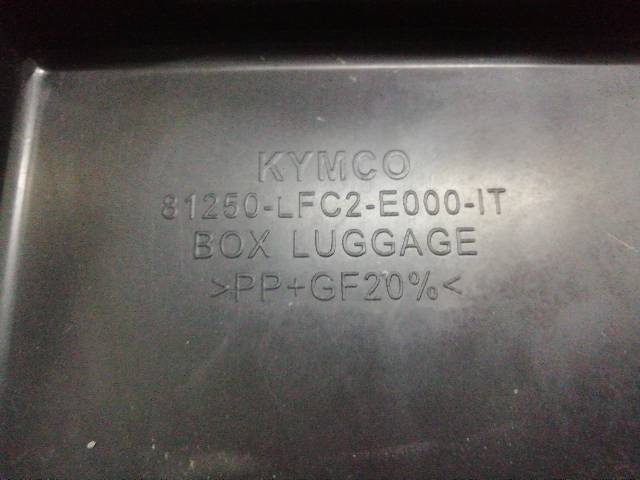 KYMCO
81250-LFC2-E000-IT
BOX LUGGAGE
>PP+GF20%<